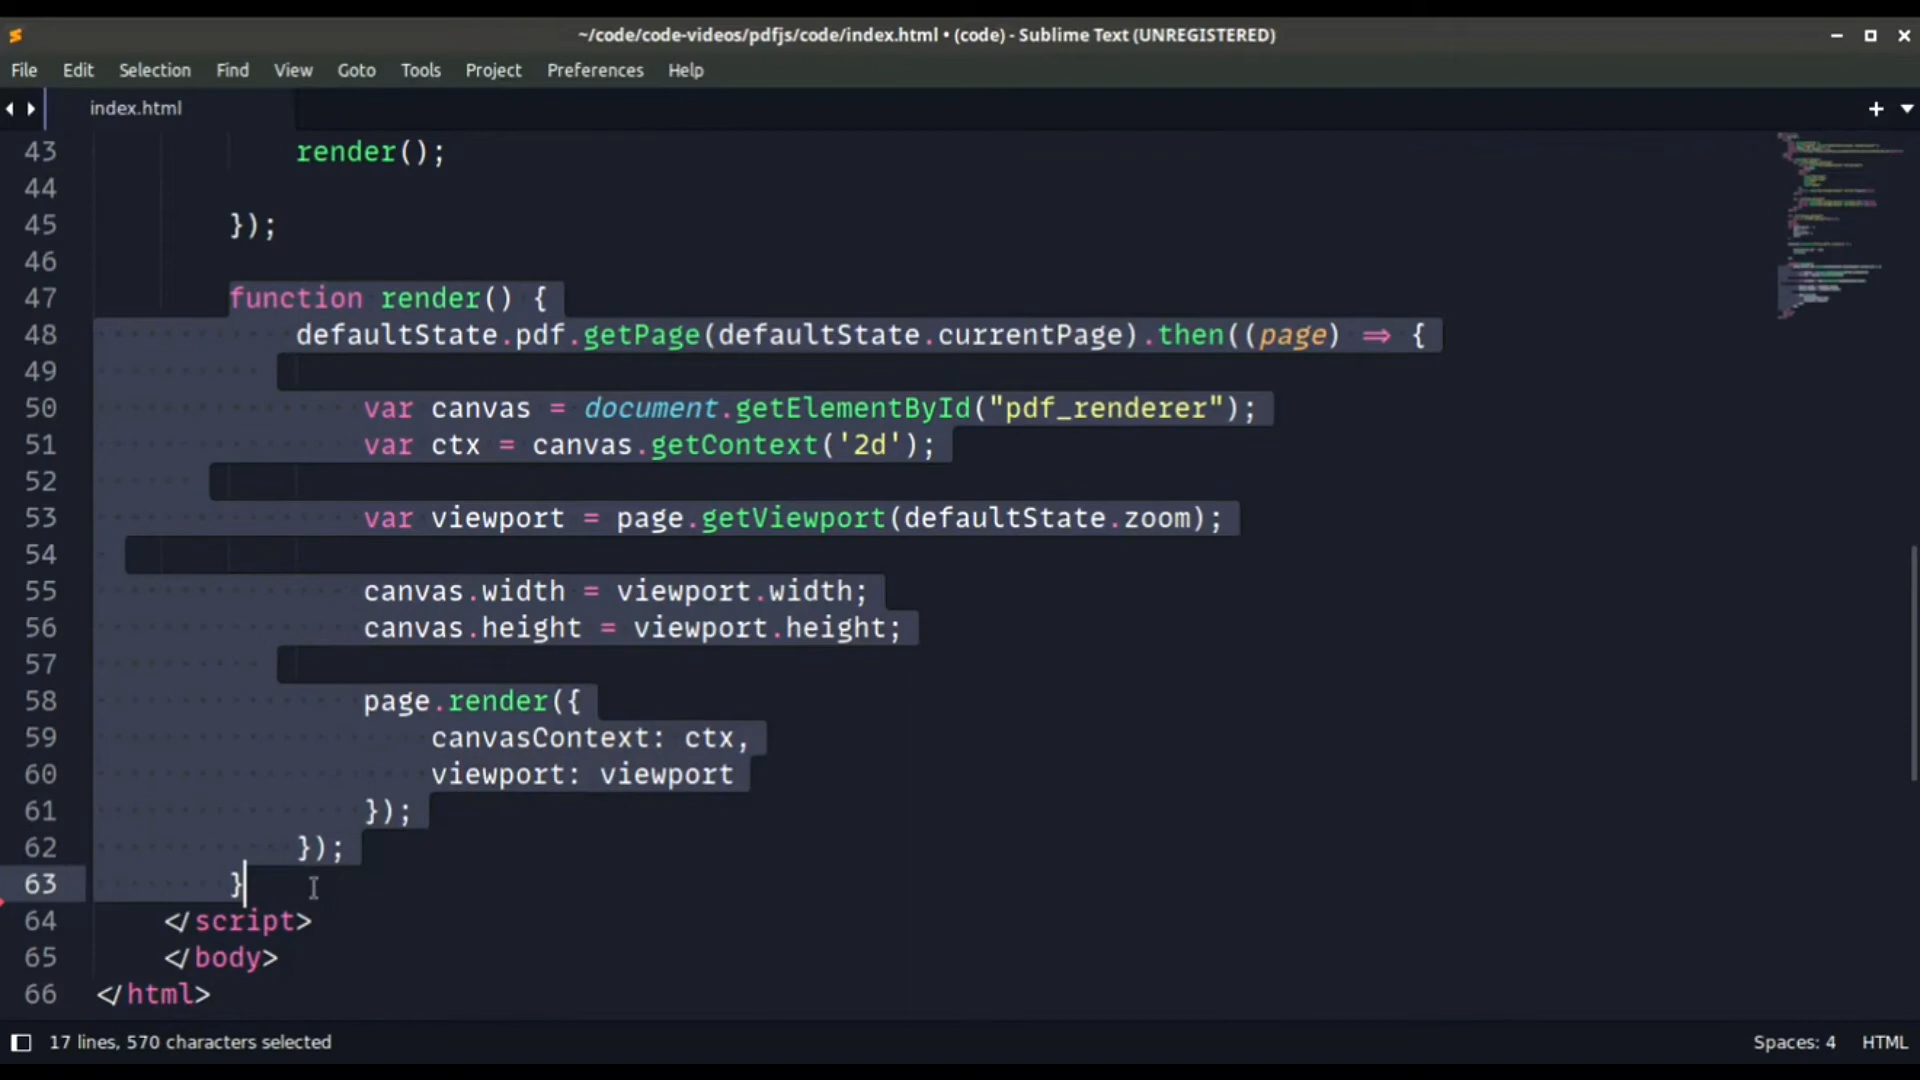 ~/code/code-videos/pdfjs/code/index.html • (code) - Sublime Text (UNREGISTERED)
File Edit Selection Find View Goto Tools Project Preferences Help
index.html
43 render();
44
45 });
46
47 function render() {
48 defaultState.pdf.getPage(defaultState.currentPage).then((page) => {
49
50 var canvas = document.getElementById("pdf_renderer");
51 var ctx = canvas.getContext('2d');
52
53 var viewport = page.getViewport(defaultState.zoom);
54
55 canvas.width = viewport.width;
56 canvas.height = viewport.height;
57
58 page.render({
59 canvasContext: ctx,
60 viewport: viewport
61 });
62 });
63 }
64 </script>
65 </body>
66 </html>
17 lines, 570 characters selected Spaces: 4 HTML